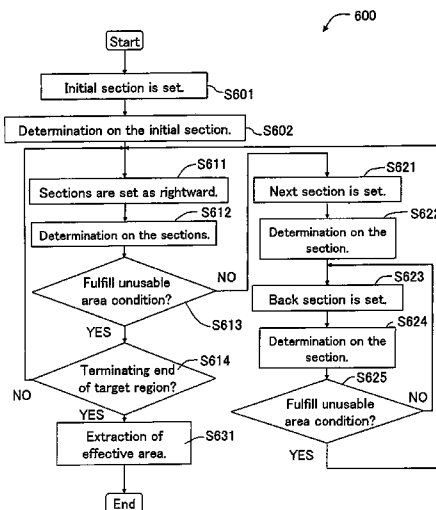 600
Start
Initial section is set.
S601
Determination on the initial section.
S602
S611
Sections are set as rightward.
S612
Determination on the sections.
Fulfill unusable
area condition?
NO
S613
YES
S614
Terminating end
of target region?
NO
YES
S631
Extraction of
effective area.
End
S621
Next section is set.
S622
Determination on the
section.
S623
Back section is set.
S624
Determination on the
section.
S625
Fulfill unusable
area condition?
NO
YES